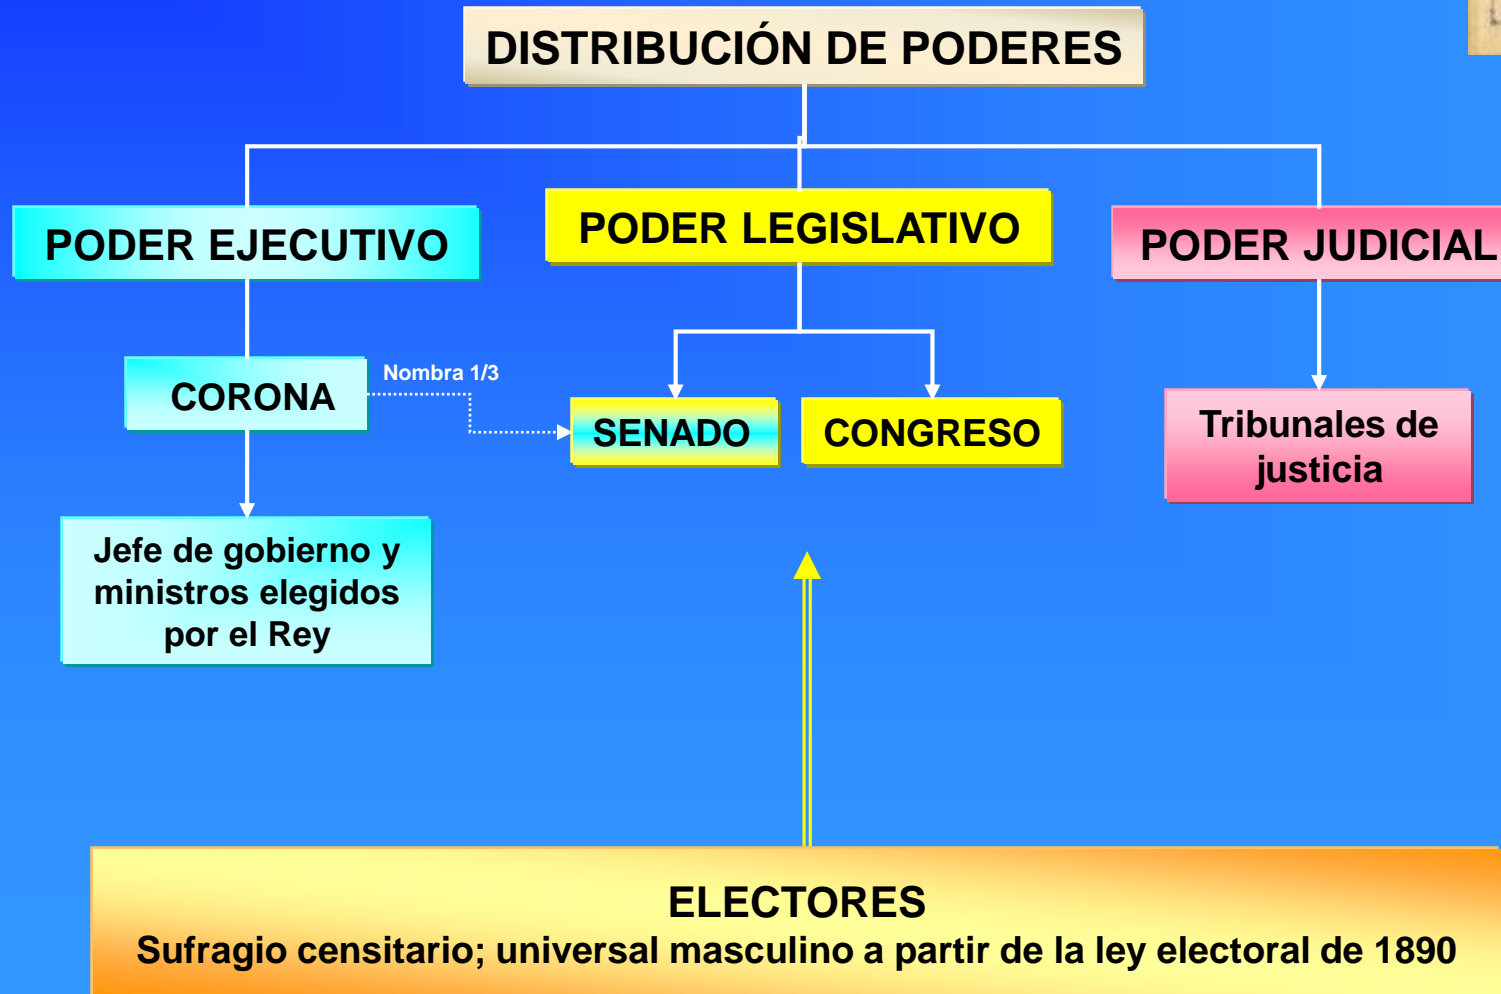 DISTRIBUCIÓN DE PODERES
PODER EJECUTIVO
PODER LEGISLATIVO
PODER JUDICIAL
CORONA
Nombra 1/3
SENADO
CONGRESO
Tribunales de
justicia
Jefe de gobierno y
ministros elegidos
por el Rey
ELECTORES
Sufragio censitario; universal masculino a partir de la ley electoral de 1890